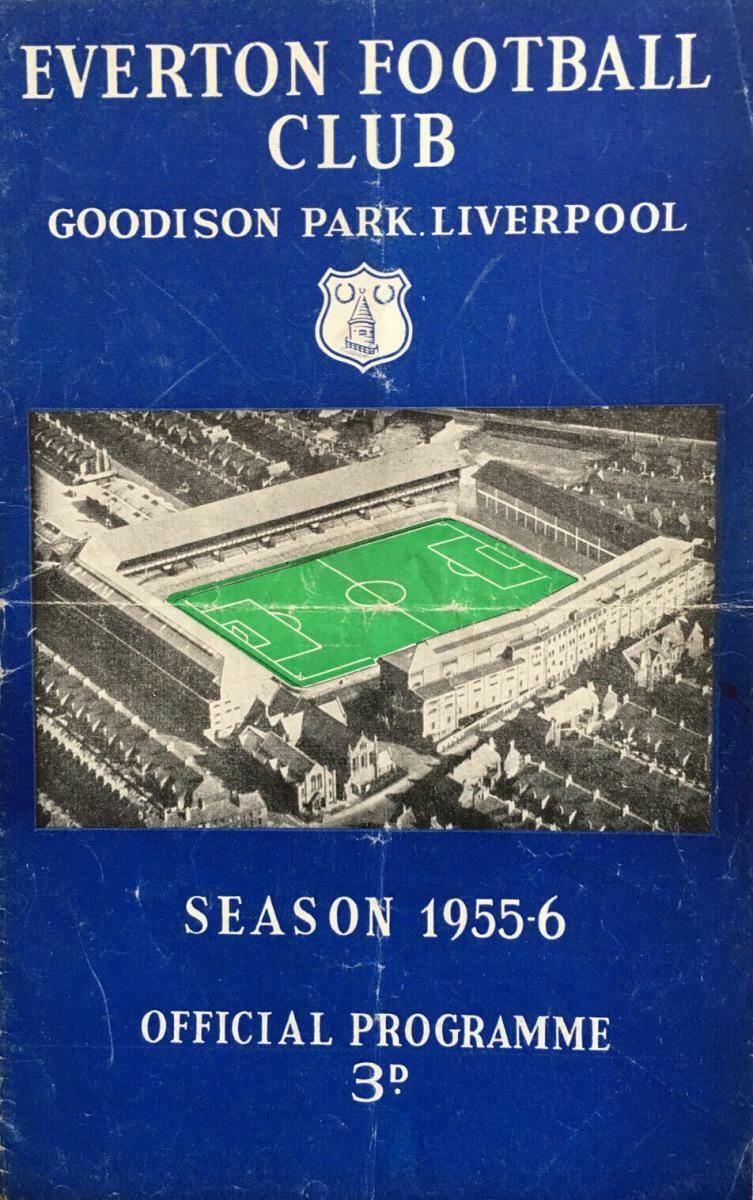 EVERTON FOOTBALL
CLUB
GOODISON PARK. LIVERPOOL
SEASON 1955-6
OFFICIAL PROGRAMME
3D.